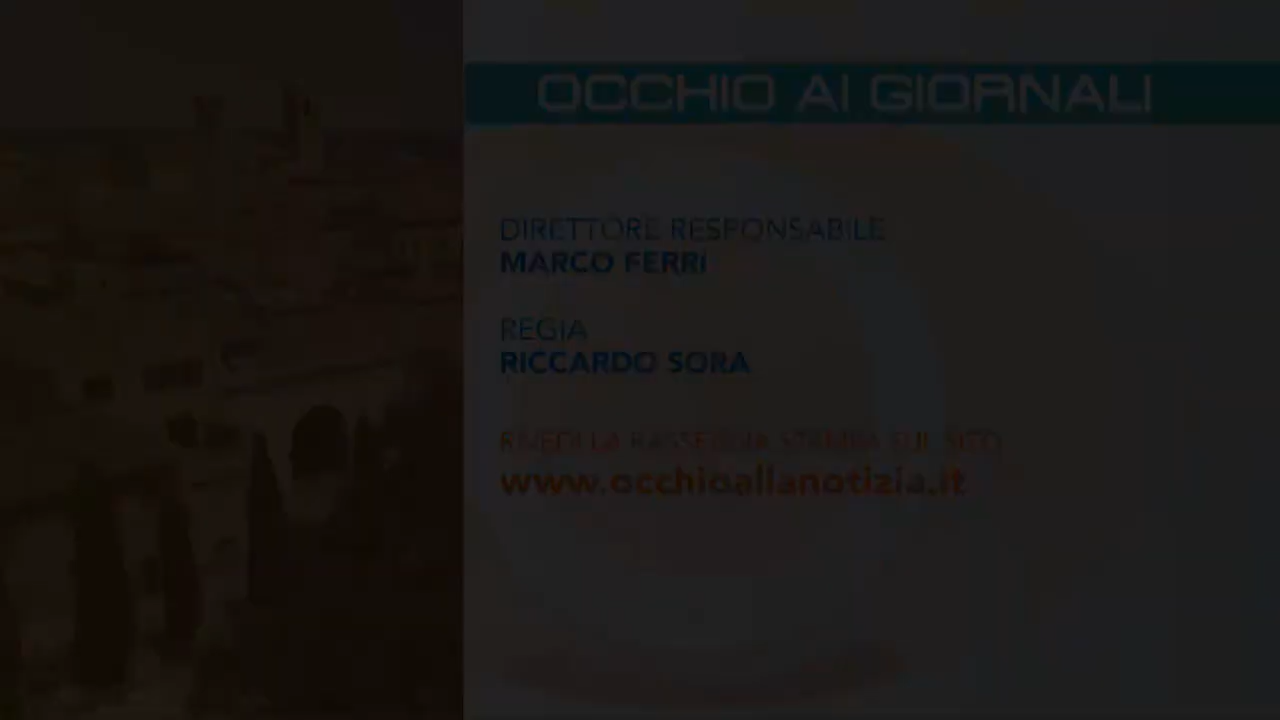 OCCHIO AI GIORNALI
DIRETTORE RESPONSABILE
MARCO FERRI
REGIA
RICCARDO SORA
RIVEDI LA RASSEGNA STAMPA SUL SITO
www.occhioallanotizia.it